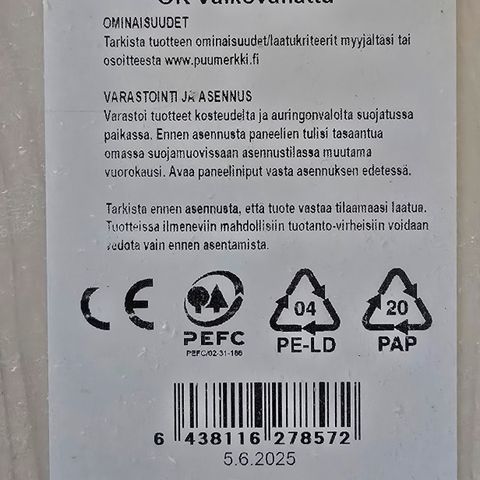 OMINAISUUDET
Tarkista tuotteen ominaisuudet/laatukriteerit myyjältäsi tai
osoitteesta www.puumerkki.fi
VARASTOINTI JA ASENNUS
Varastoi tuotteet kosteudelta ja auringonvalolta suojatussa
paikassa. Ennen asennusta paneelien tulisi tasaantua
omassa suojamuovissaan asennustilassa muutama
vuorokausi. Avaa paneeliniput vasta asennuksen edetessä.
Tarkista ennen asennusta, että tuote vastaa tilaamaasi laatua.
Tuotteissa ilmeneviin mahdollisiin tuotanto-virheisiin voidaan
vedota vain ennen asentamista.
CE
PEFC
PEFC/02-31-166
04
PE-LD
20
PAP
6 438116 278572
5.6.2025